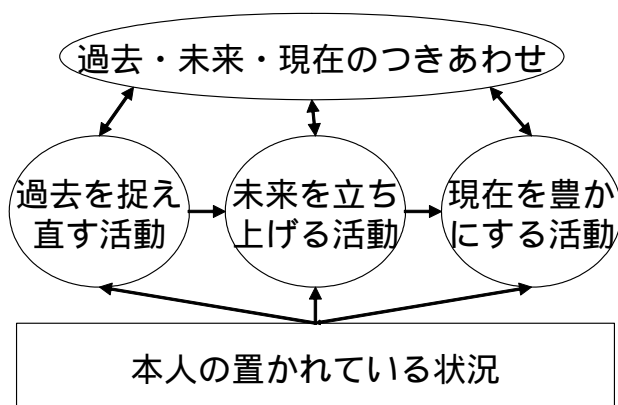 過去・未来・現在のつきあわせ
過去を捉え
直す活動
未来を立ち
上げる活動
現在を豊か
にする活動
本人の置かれている状況